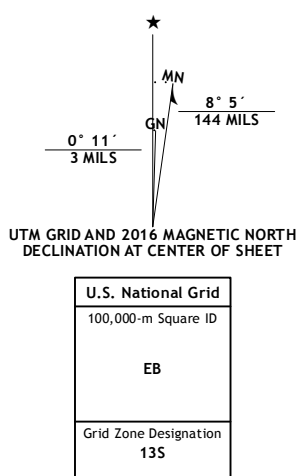 ★
MN
GN
8° 5´
144 MILS
0° 11´
3 MILS
UTM GRID AND 2016 MAGNETIC NORTH
DECLINATION AT CENTER OF SHEET
U.S. National Grid
100,000-m Square ID
EB
Grid Zone Designation
13S